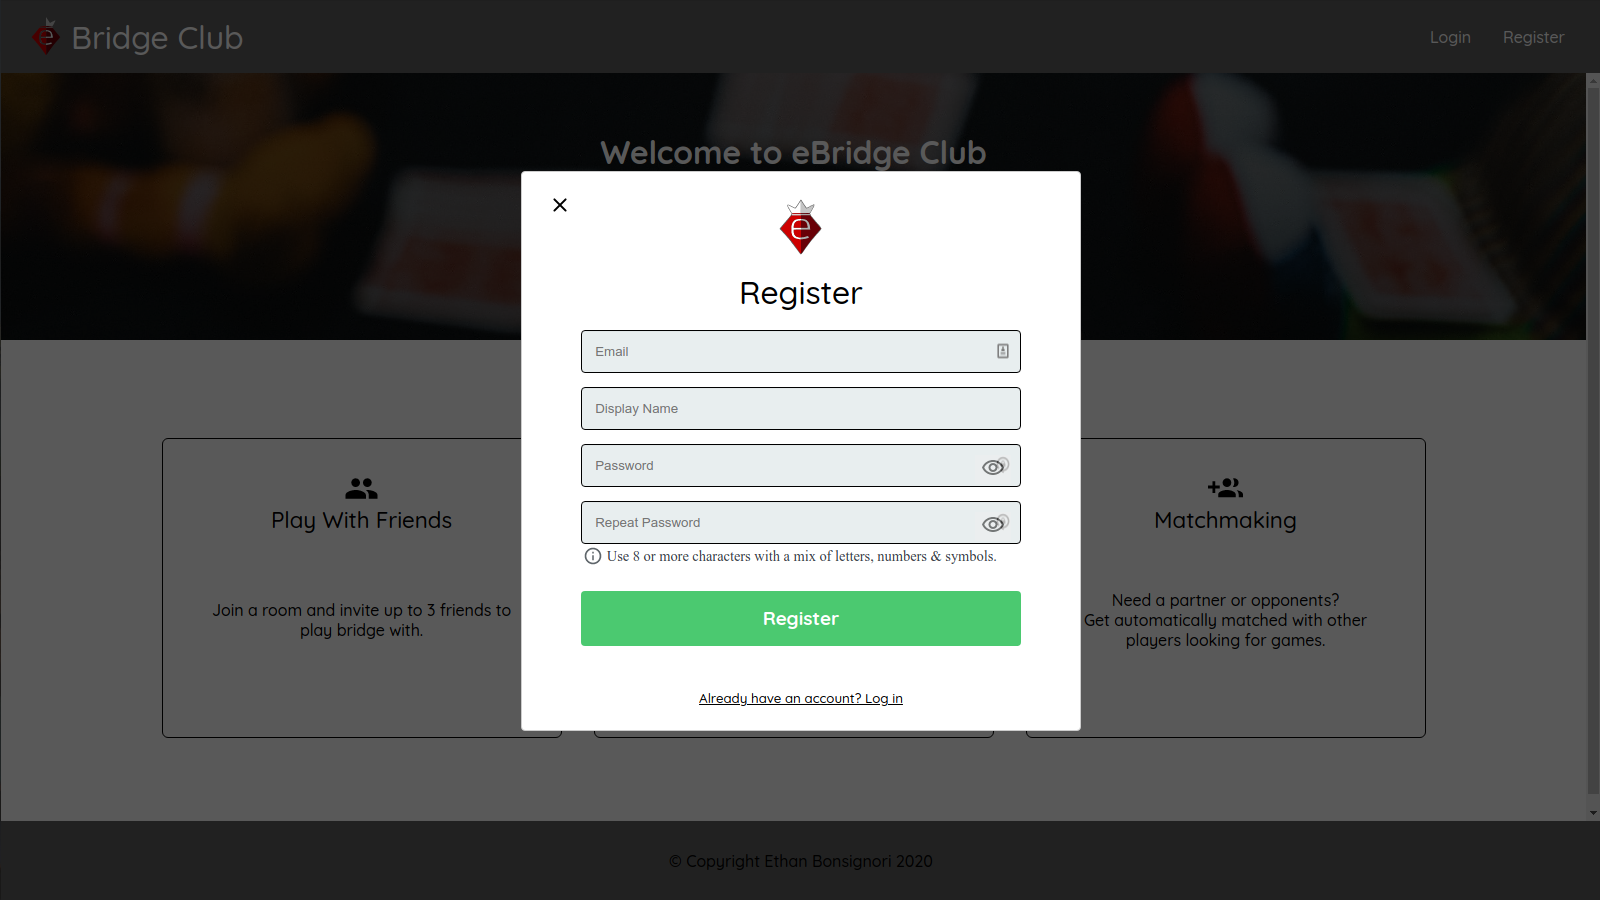 e Bridge Club
Login
Register
Welcome to eBridge Club
e
Register
Email
Display Name
Password
Repeat Password
Use 8 or more characters with a mix of letters, numbers & symbols.
Register
Already have an account? Log in
Play With Friends
Join a room and invite up to 3 friends to
play bridge with.
Matchmaking
Need a partner or opponents?
Get automatically matched with other
players looking for games.
© Copyright Ethan Bonsignori 2020